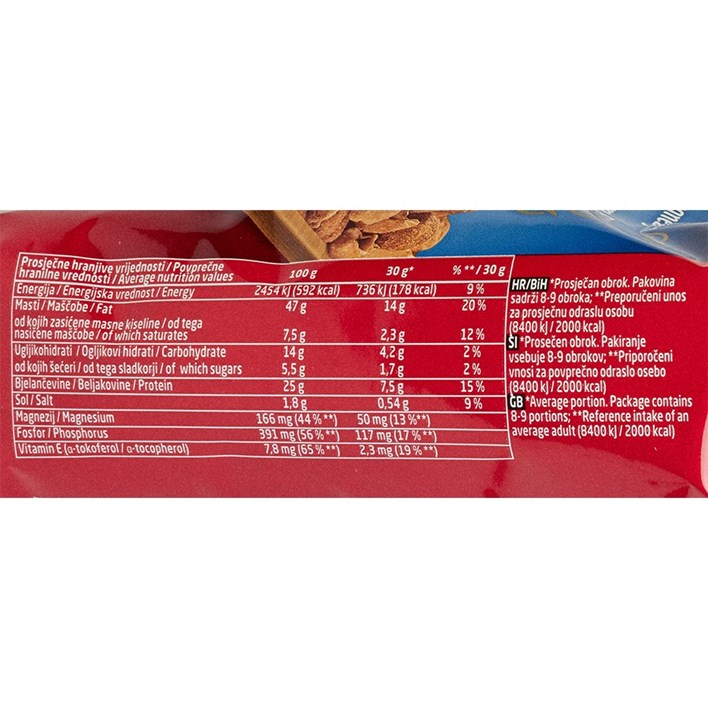 Prosječne hranjive vrijednosti / Povprečne
hranilne vrednosti / Average nutrition values 100 g 30 g* % ** / 30 g
Energija / Energijska vrednost / Energy 2454 kJ (592 kcal) 736 kJ (178 kcal) 9 %
Masti / Maščobe / Fat 47 g 14 g 20 %
od kojih zasićene masne kiseline / od tega
nasičene maščobe / of which saturates 7,5 g 2,3 g 12 %
Ugljikohidrati / Ogljikovi hidrati / Carbohydrate 14 g 4,2 g 2 %
od kojih šećeri / od tega sladkorji / of which sugars 5,5 g 1,7 g 2 %
Bjelančevine / Beljakovine / Protein 25 g 7,5 g 15 %
Sol / Salt 1,8 g 0,54 g 9 %
Magnezij / Magnesium 166 mg (44 %**) 50 mg (13 %**)
Fosfor / Phosphorus 391 mg (56 %**) 117 mg (17 %**)
Vitamin E (α-tokoferol / α-tocopherol) 7,8 mg (65 %**) 2,3 mg (19 %**)
HR/BiH *Prosječan obrok. Pakovina
sadrži 8-9 obroka; **Preporučeni unos
za prosječnu odraslu osobu
(8400 kJ / 2000 kcal)
SI *Prosečen obrok. Pakiranje
vsebuje 8-9 obrokov; **Priporočeni
vnosi za povprečno odraslo osebo
(8400 kJ / 2000 kcal)
GB *Average portion. Package contains
8-9 portions; **Reference intake of an
average adult (8400 kJ / 2000 kcal)